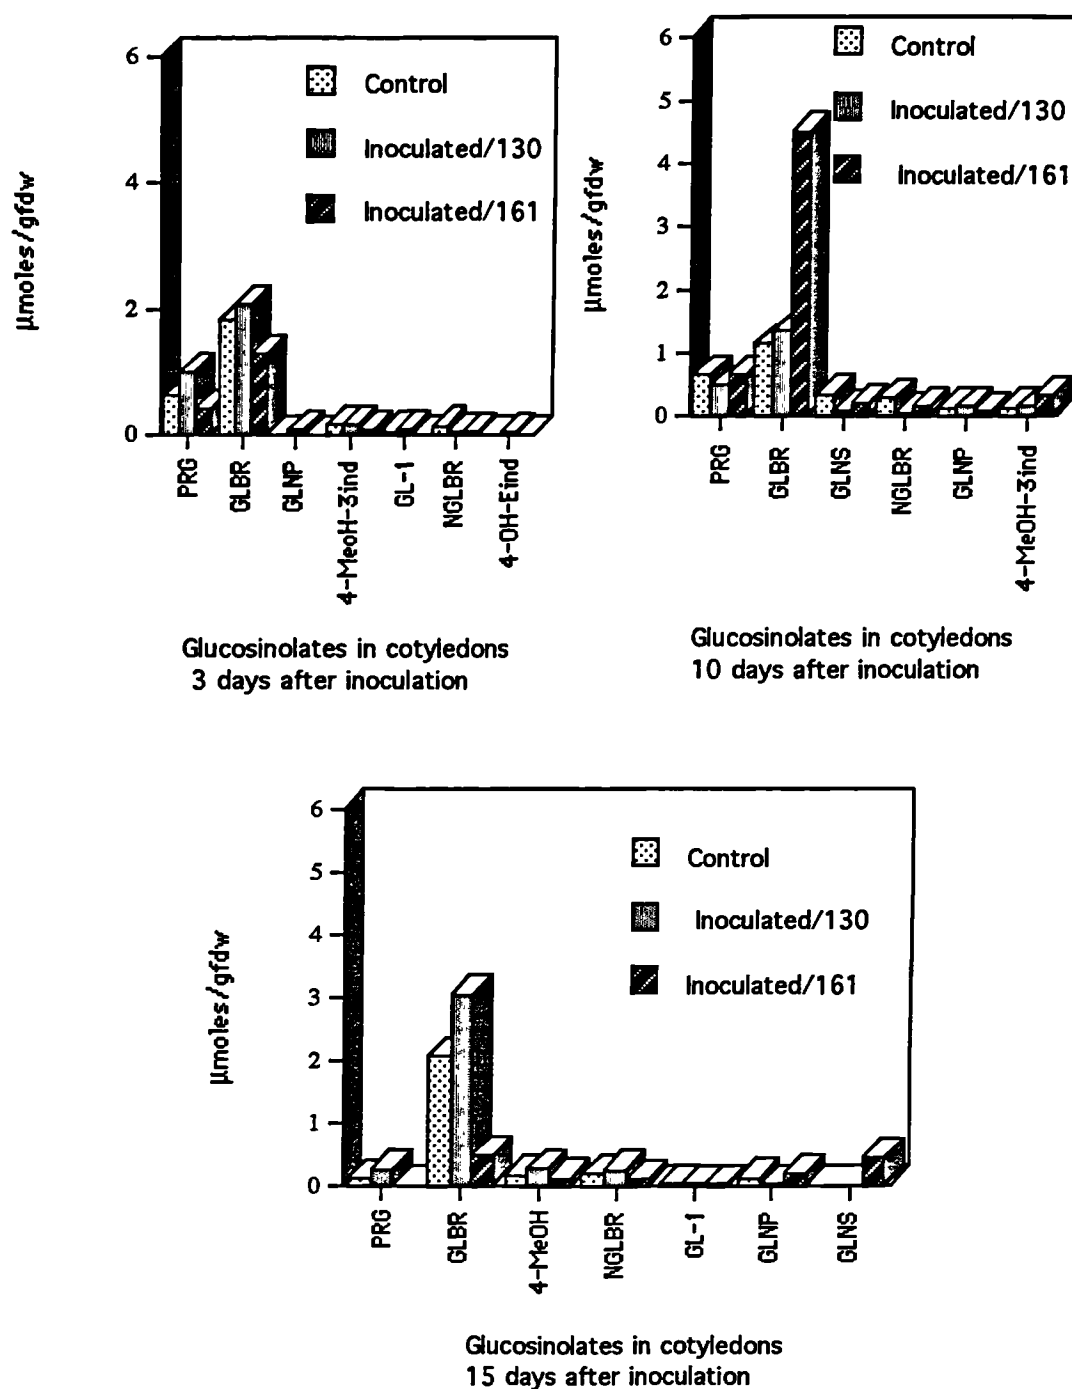 6
4
2
0
µmoles/gfdw
Control
Inoculated/130
Inoculated/161
PRG
GLBR
GLNP
4-MeoH-3ind
GL-1
NGLBR
4-OH-Eind
Glucosinolates in cotyledons
3 days after inoculation
6
5
4
3
2
1
0
µmoles/gfdw
Control
Inoculated/130
Inoculated/161
PRG
GLBR
GLNS
NGLBR
GLNP
4-MeOH-3ind
Glucosinolates in cotyledons
10 days after inoculation
6
5
4
3
2
1
0
µmoles/gfdw
Control
Inoculated/130
Inoculated/161
PRG
GLBR
4-MeOH
NGLBR
GL-1
GLNP
GLNS
Glucosinolates in cotyledons
15 days after inoculation